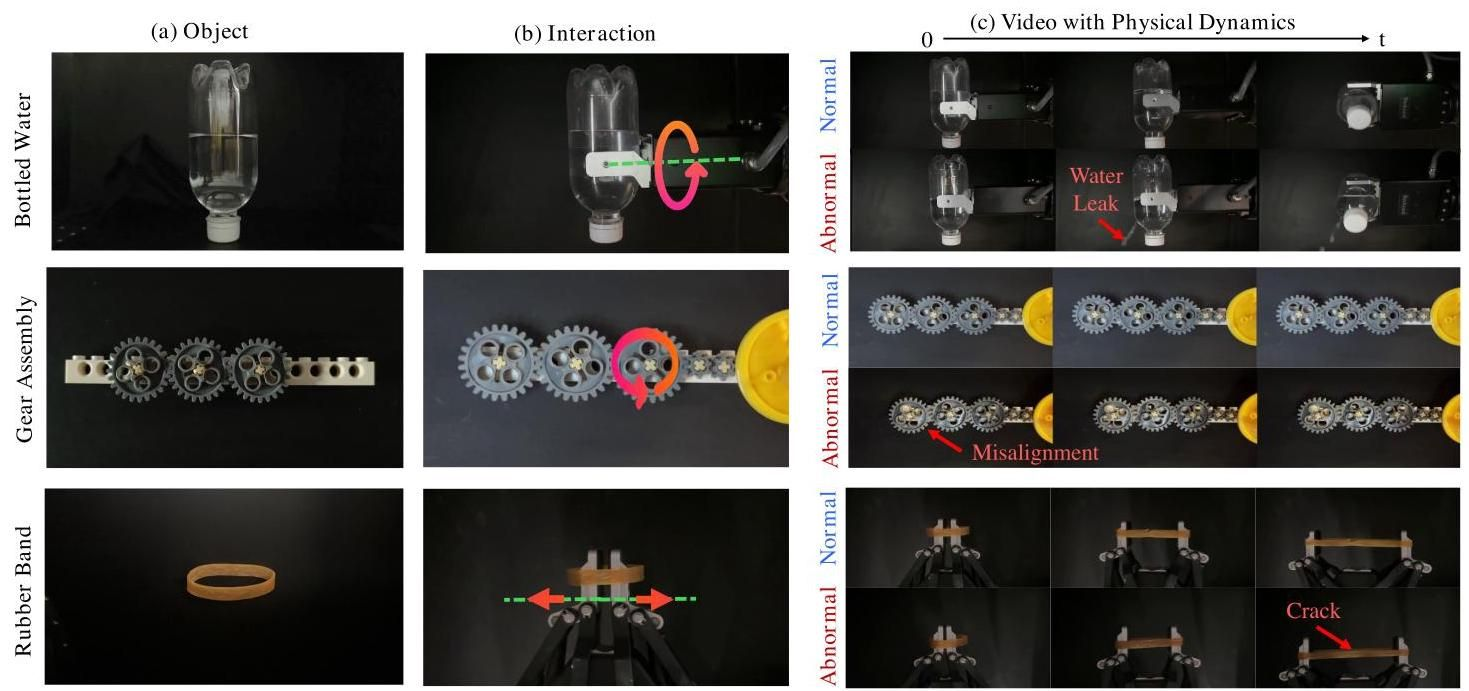 (a) Object
(b) Interaction
(c) Video with Physical Dynamics
0
t
Bottled Water
Normal
Abnormal
Water
Leak
Gear Assembly
Normal
Abnormal
Misalignment
Rubber Band
Normal
Abnormal
Crack